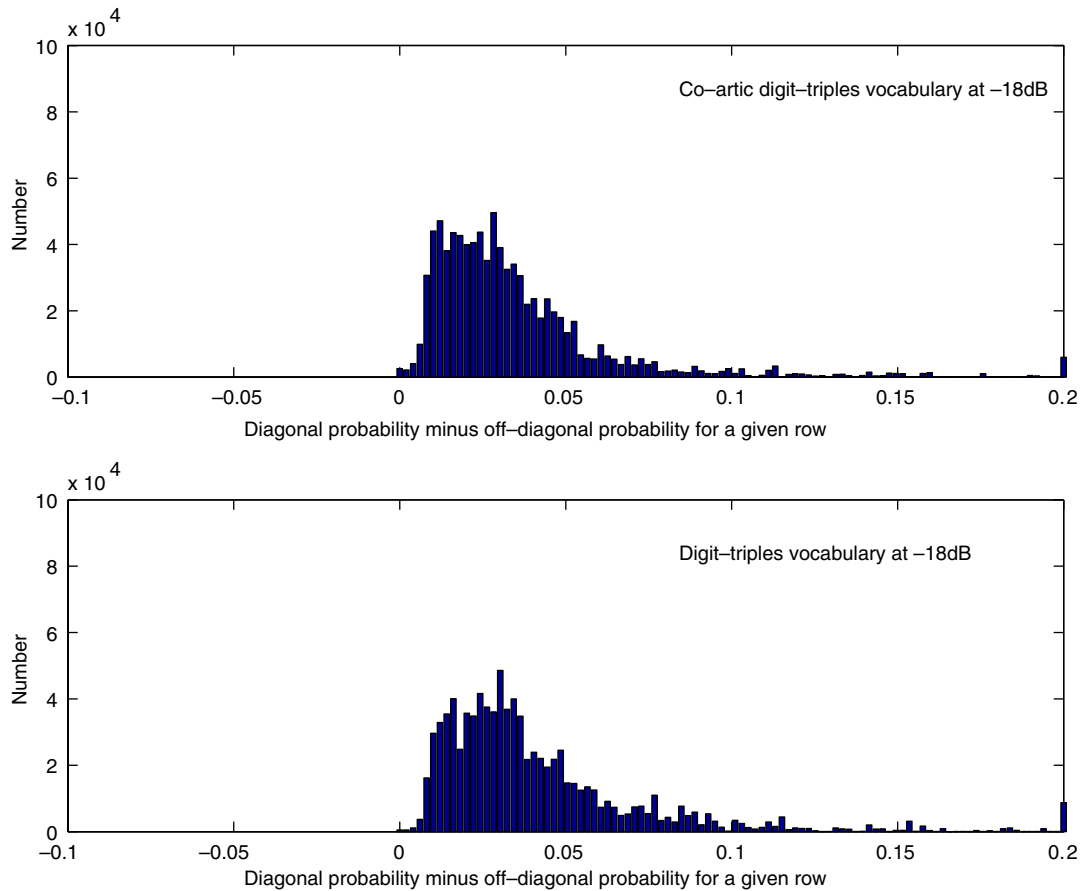 x 10 4
10
8
6
4
2
0
Number
Co–artic digit–triples vocabulary at –18dB
–0.1 –0.05 0 0.05 0.1 0.15 0.2
Diagonal probability minus off–diagonal probability for a given row
x 10 4
10
8
6
4
2
0
Number
Digit–triples vocabulary at –18dB
–0.1 –0.05 0 0.05 0.1 0.15 0.2
Diagonal probability minus off–diagonal probability for a given row